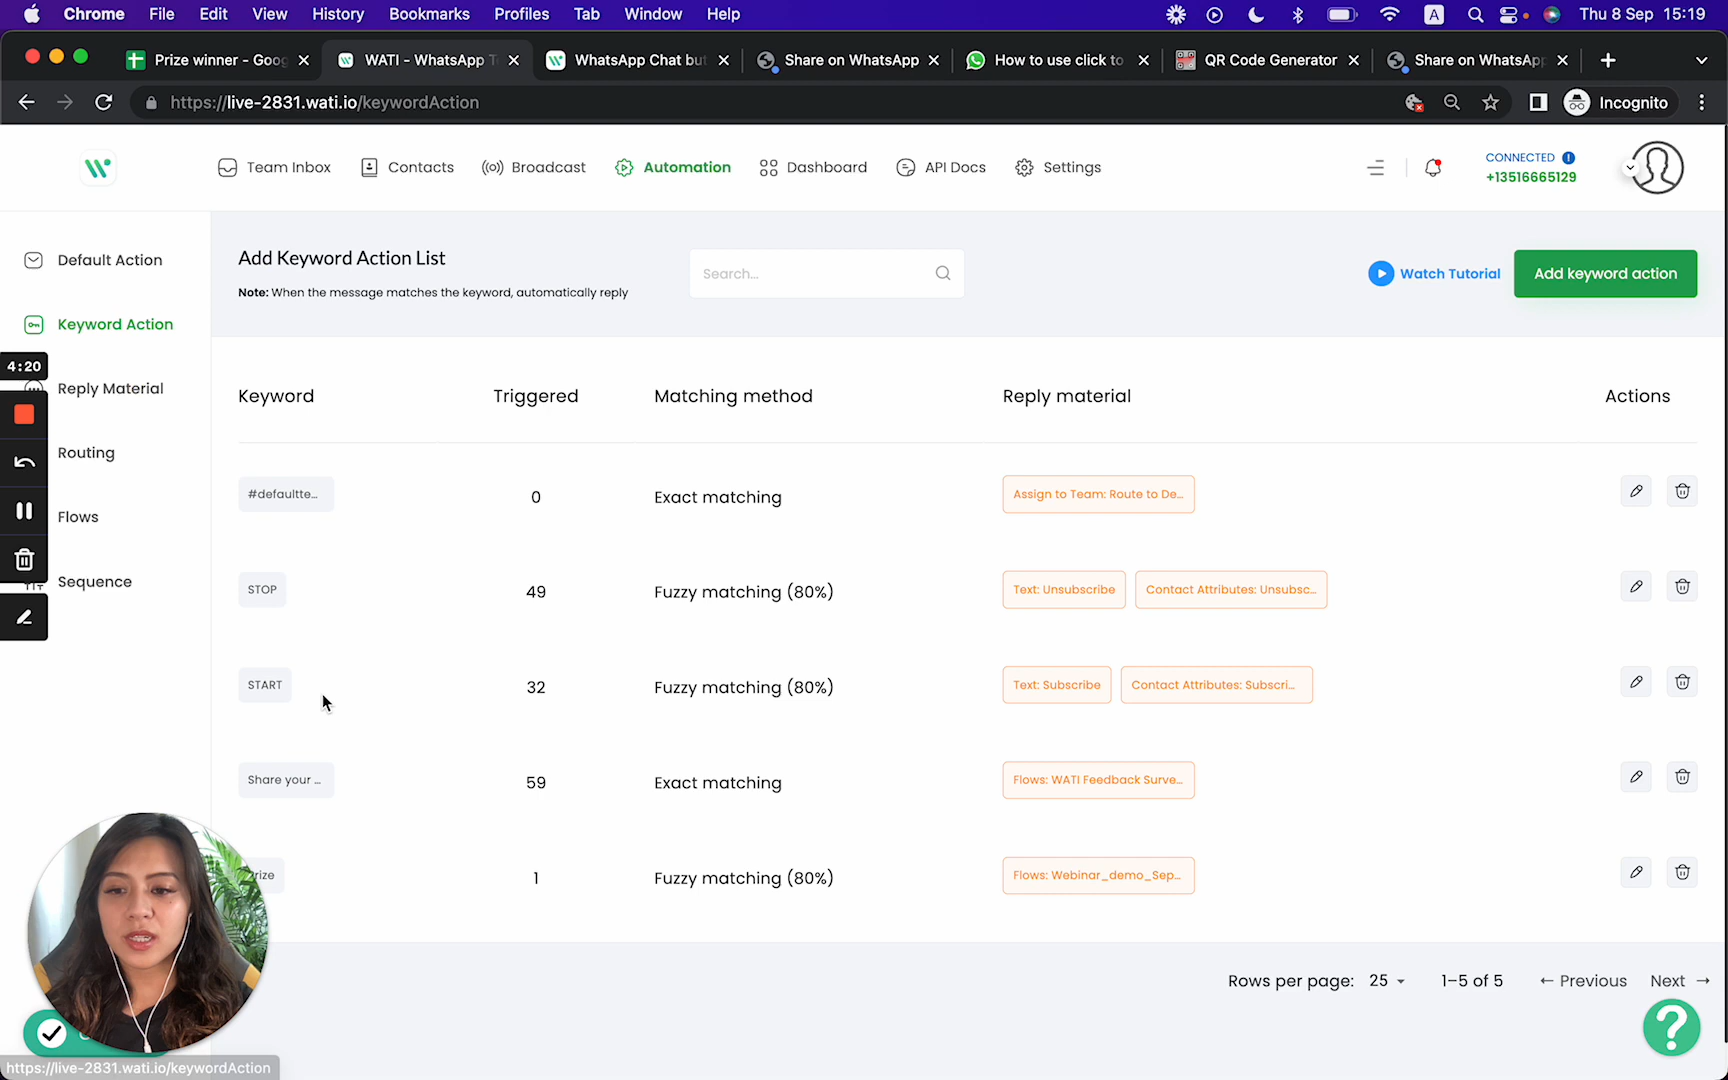 Chrome File Edit View History Bookmarks Profiles Tab Window Help A Thu 8 Sep 15:19
Prize winner - Goog WATI - WhatsApp T WhatsApp Chat but Share on WhatsApp How to use click to QR Code Generator Share on WhatsApp
https://live-2831.wati.io/keywordAction Incognito
Team Inbox Contacts Broadcast Automation Dashboard API Docs Settings CONNECTED
+13516665129
Default Action
Keyword Action
4:20
Reply Material
Routing
Flows
Sequence
Add Keyword Action List
Note: When the message matches the keyword, automatically reply
Search...
Watch Tutorial
Add keyword action
Keyword Triggered Matching method Reply material Actions
#defaultte... 0 Exact matching Assign to Team: Route to De...
STOP 49 Fuzzy matching (80%) Text: Unsubscribe Contact Attributes: Unsubsc...
START 32 Fuzzy matching (80%) Text: Subscribe Contact Attributes: Subscri...
Share your ... 59 Exact matching Flows: WATI Feedback Surve...
rize 1 Fuzzy matching (80%) Flows: Webinar_demo_Sep...
Rows per page: 25 1–5 of 5 ← Previous Next →
?
https://live-2831.wati.io/keywordAction